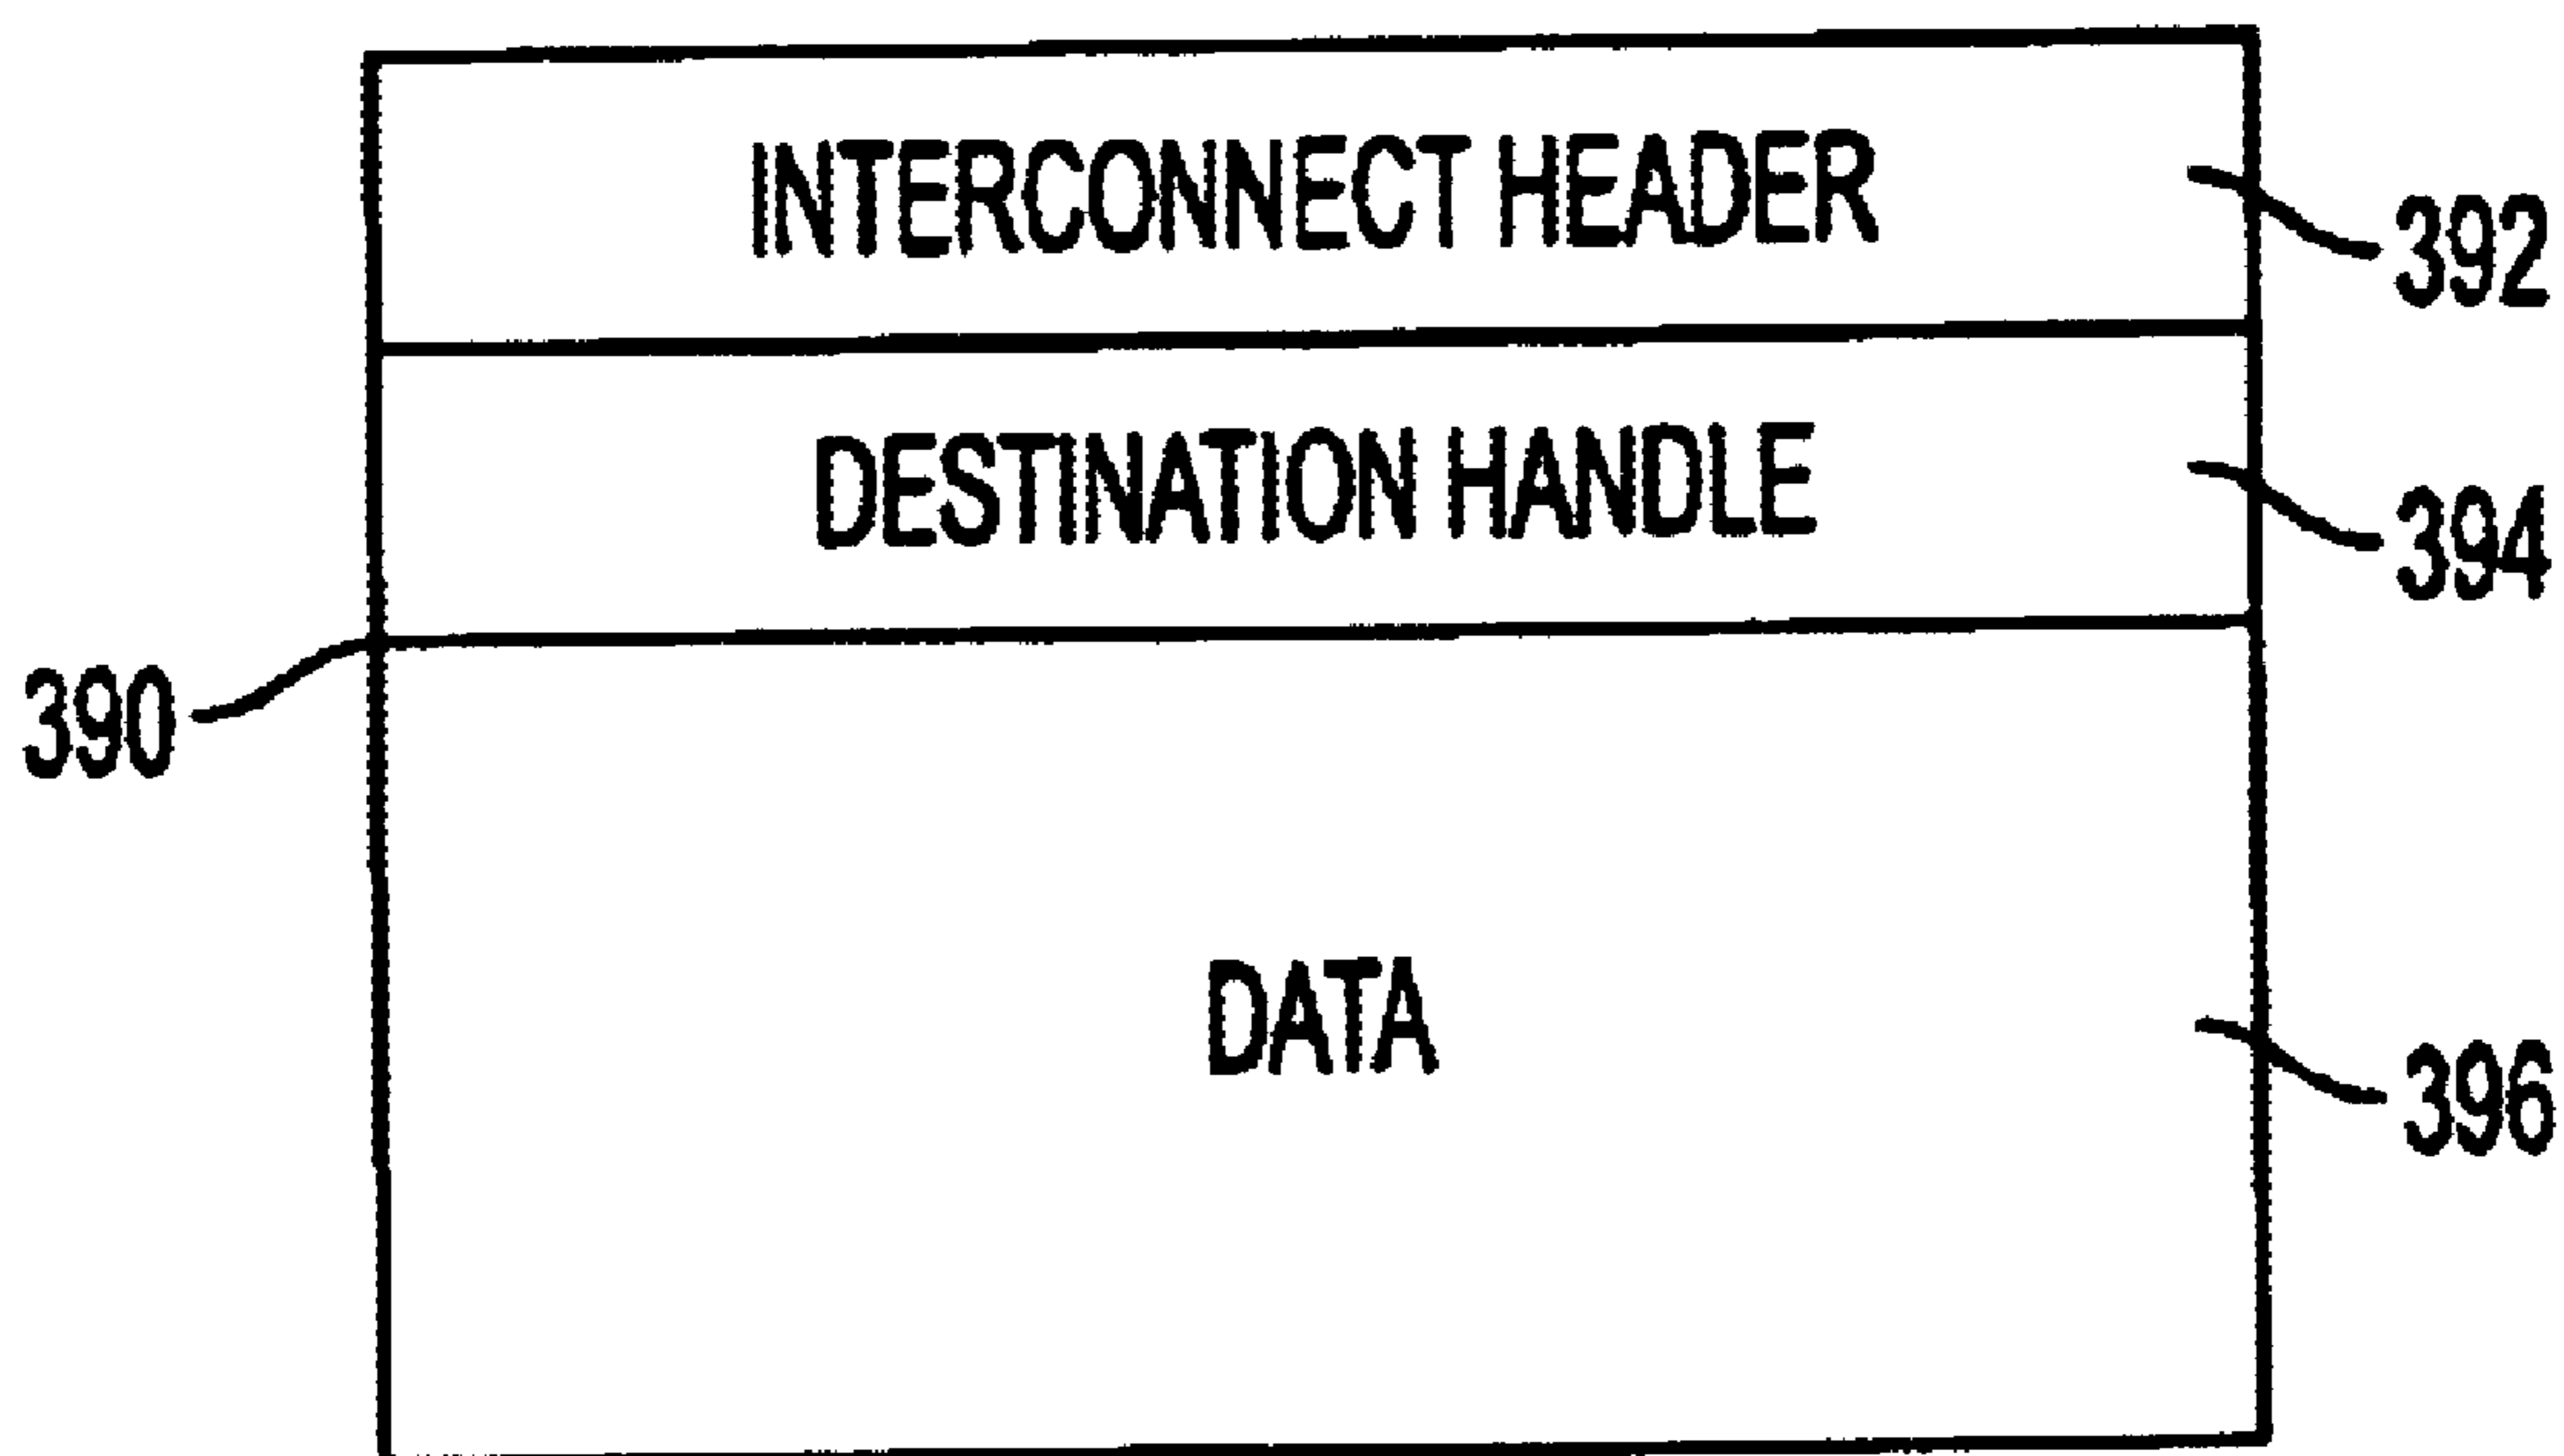 INTERCONNECT HEADER
392
DESTINATION HANDLE
394
390
DATA
396